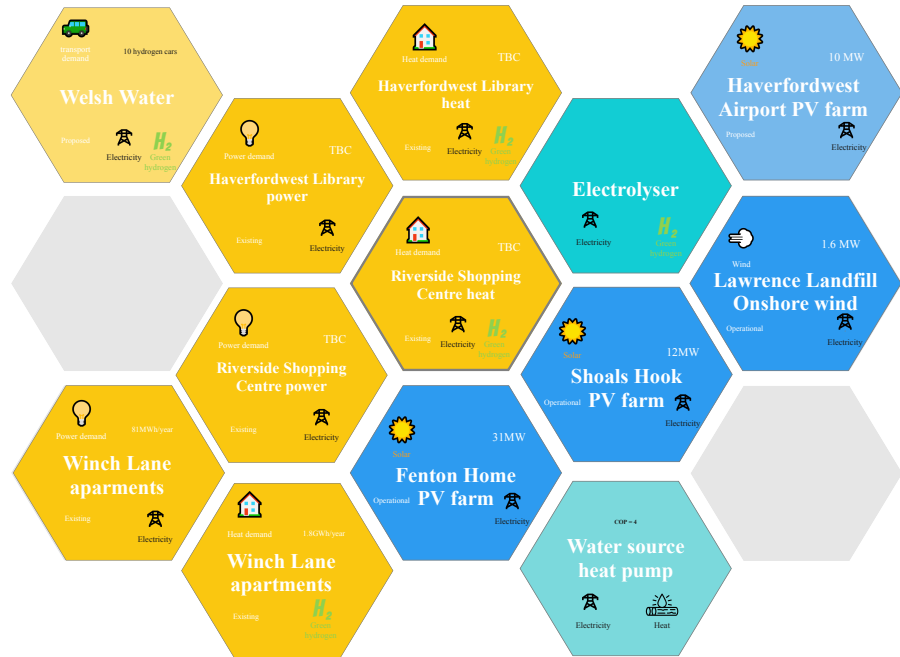 transport
demand
10 hydrogen cars
Welsh Water
Proposed
Electricity
H₂
Green
hydrogen
Heat demand
TBC
Haverfordwest Library
heat
Existing
Electricity
H₂
Green
hydrogen
Solar
10 MW
Haverfordwest
Airport PV farm
Proposed
Electricity
Power demand
TBC
Haverfordwest Library
power
Existing
Electricity
Electrolyser
Electricity
H₂
Green
hydrogen
Heat demand
TBC
Riverside Shopping
Centre heat
Existing
Electricity
H₂
Green
hydrogen
Wind
1.6 MW
Lawrence Landfill
Onshore wind
Operational
Electricity
Power demand
TBC
Riverside Shopping
Centre power
Existing
Electricity
Solar
12MW
Shoals Hook
PV farm
Operational
Electricity
Power demand
81MWh/year
Winch Lane
aparments
Existing
Electricity
Solar
31MW
Fenton Home
PV farm
Operational
Electricity
Heat demand
1.8GWh/year
Winch Lane
apartments
Existing
H₂
Green
hydrogen
COP = 4
Water source
heat pump
Electricity
Heat